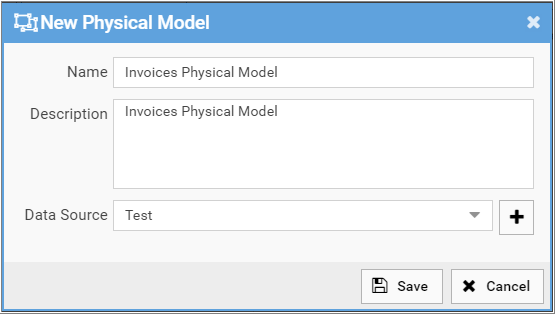 New Physical Model
Name Invoices Physical Model
Description Invoices Physical Model
Data Source Test
Save Cancel